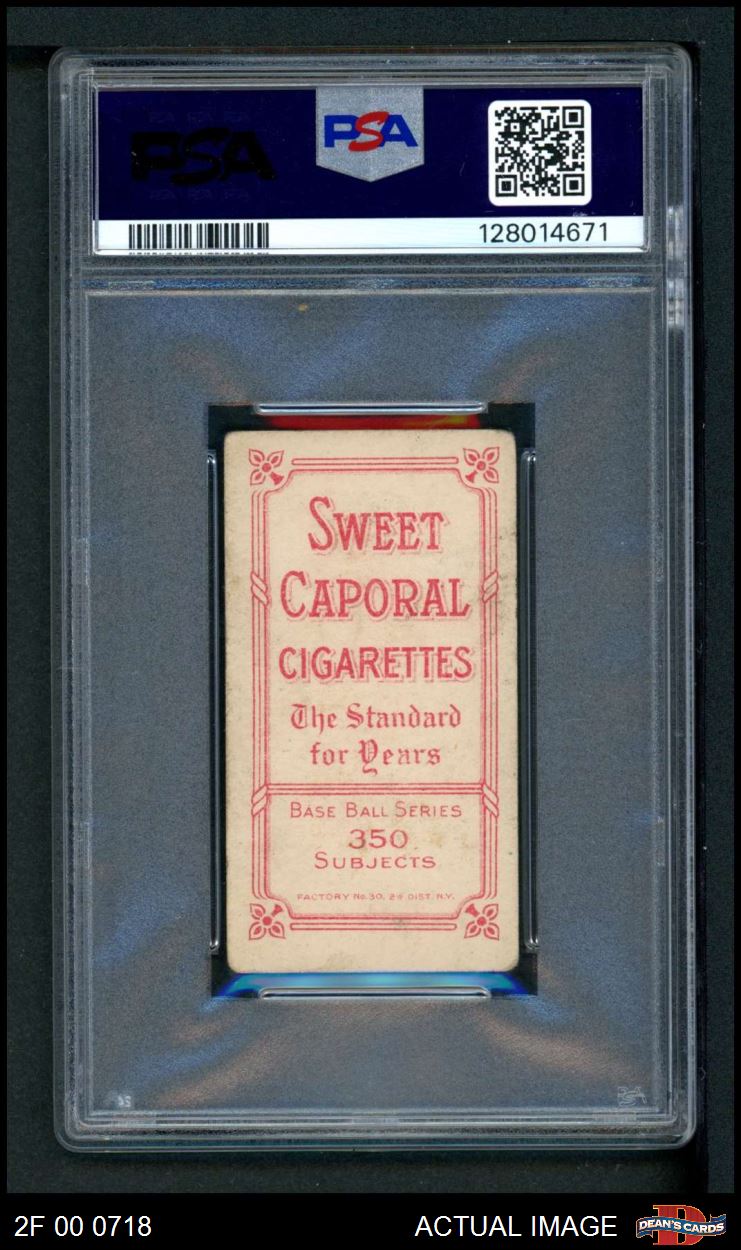 PSA
PSA
128014671
SWEET
CAPORAL
CIGARETTES
The Standard
for Years
BASE BALL SERIES
350
SUBJECTS
FACTORY No. 30, 2d DIST. N.Y.
2F 00 0718
ACTUAL IMAGE
DEAN'S CARDS